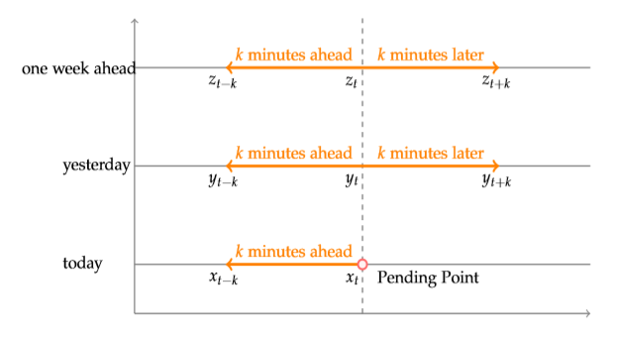 k minutes ahead k minutes later
one week ahead
z_{t−k} z_t z_{t+k}
k minutes ahead k minutes later
yesterday
y_{t−k} y_t y_{t+k}
k minutes ahead
today
x_{t−k} x_t Pending Point